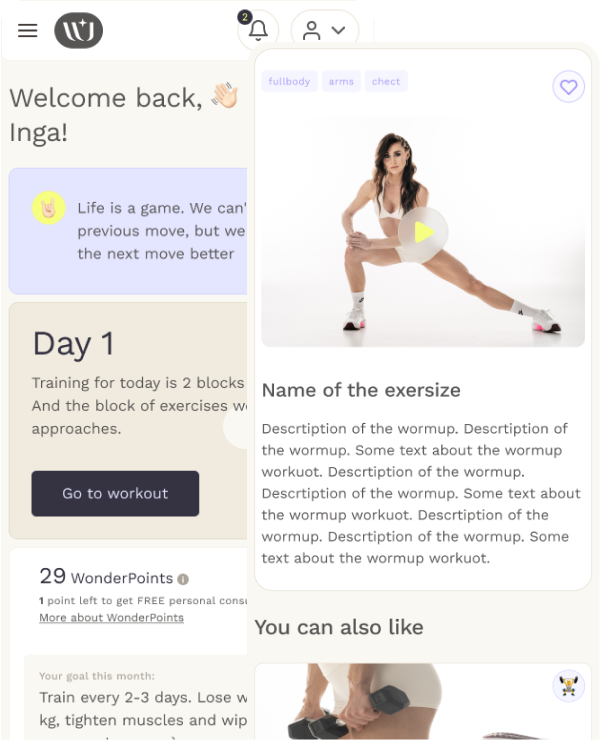 2
WJ
Welcome back, 👋🏻
Inga!
Life is a game. We can'
previous move, but we
the next move better
Day 1
Training for today is 2 blocks
And the block of exercises
approaches.
Go to workout
29 WonderPoints i
1 point left to get FREE personal
More about WonderPoints
Your goal this month:
Train every 2-3 days. Lose
kg, tighten muscles and
fullbody arms chect
Name of the exersize
Descrtiption of the wormup. Descrtiption of
the wormup. Some text about the wormup
workuot. Descrtiption of the wormup.
Descrtiption of the wormup. Some text about
the wormup workuot. Descrtiption of the
wormup. Descrtiption of the wormup. Some
text about the wormup workuot.
You can also like